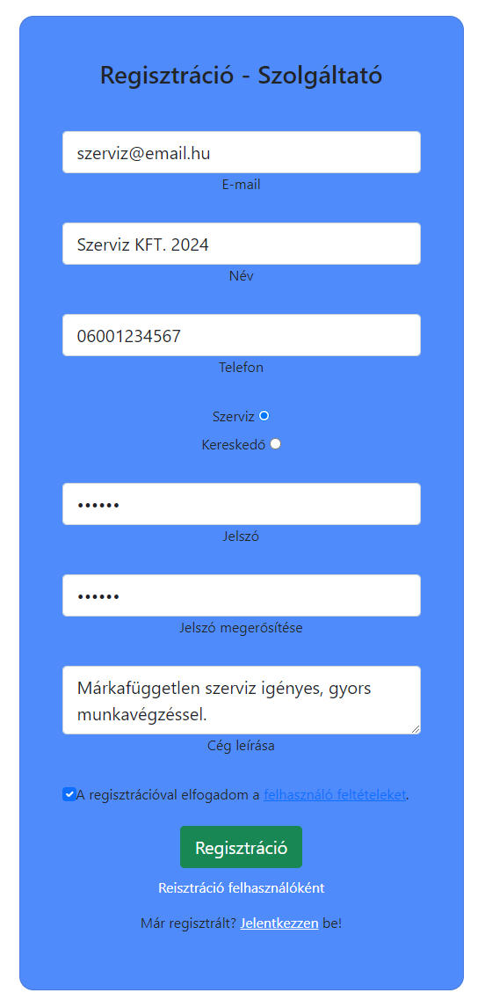 Regisztráció - Szolgáltató
szerviz@email.hu
E-mail
Szerviz KFT. 2024
Név
06001234567
Telefon
Szerviz
Kereskedő
••••••
Jelszó
••••••
Jelszó megerősítése
Márkafüggetlen szerviz igényes, gyors
munkavégzéssel.
Cég leírása
A regisztrációval elfogadom a felhasználó feltételeket.
Regisztráció
Reisztráció felhasználóként
Már regisztrált? Jelentkezzen be!